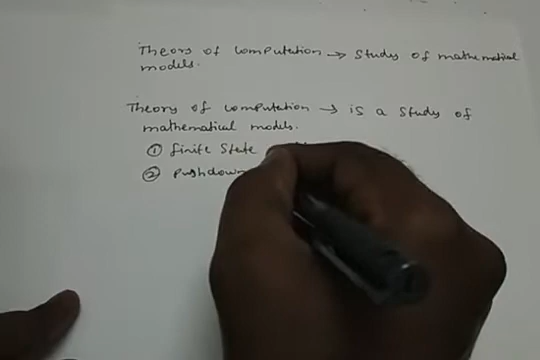 Theory of Computation → Study of mathematical
models.
Theory of computation → is a study of
mathematical models.
① finite state
② pushdown